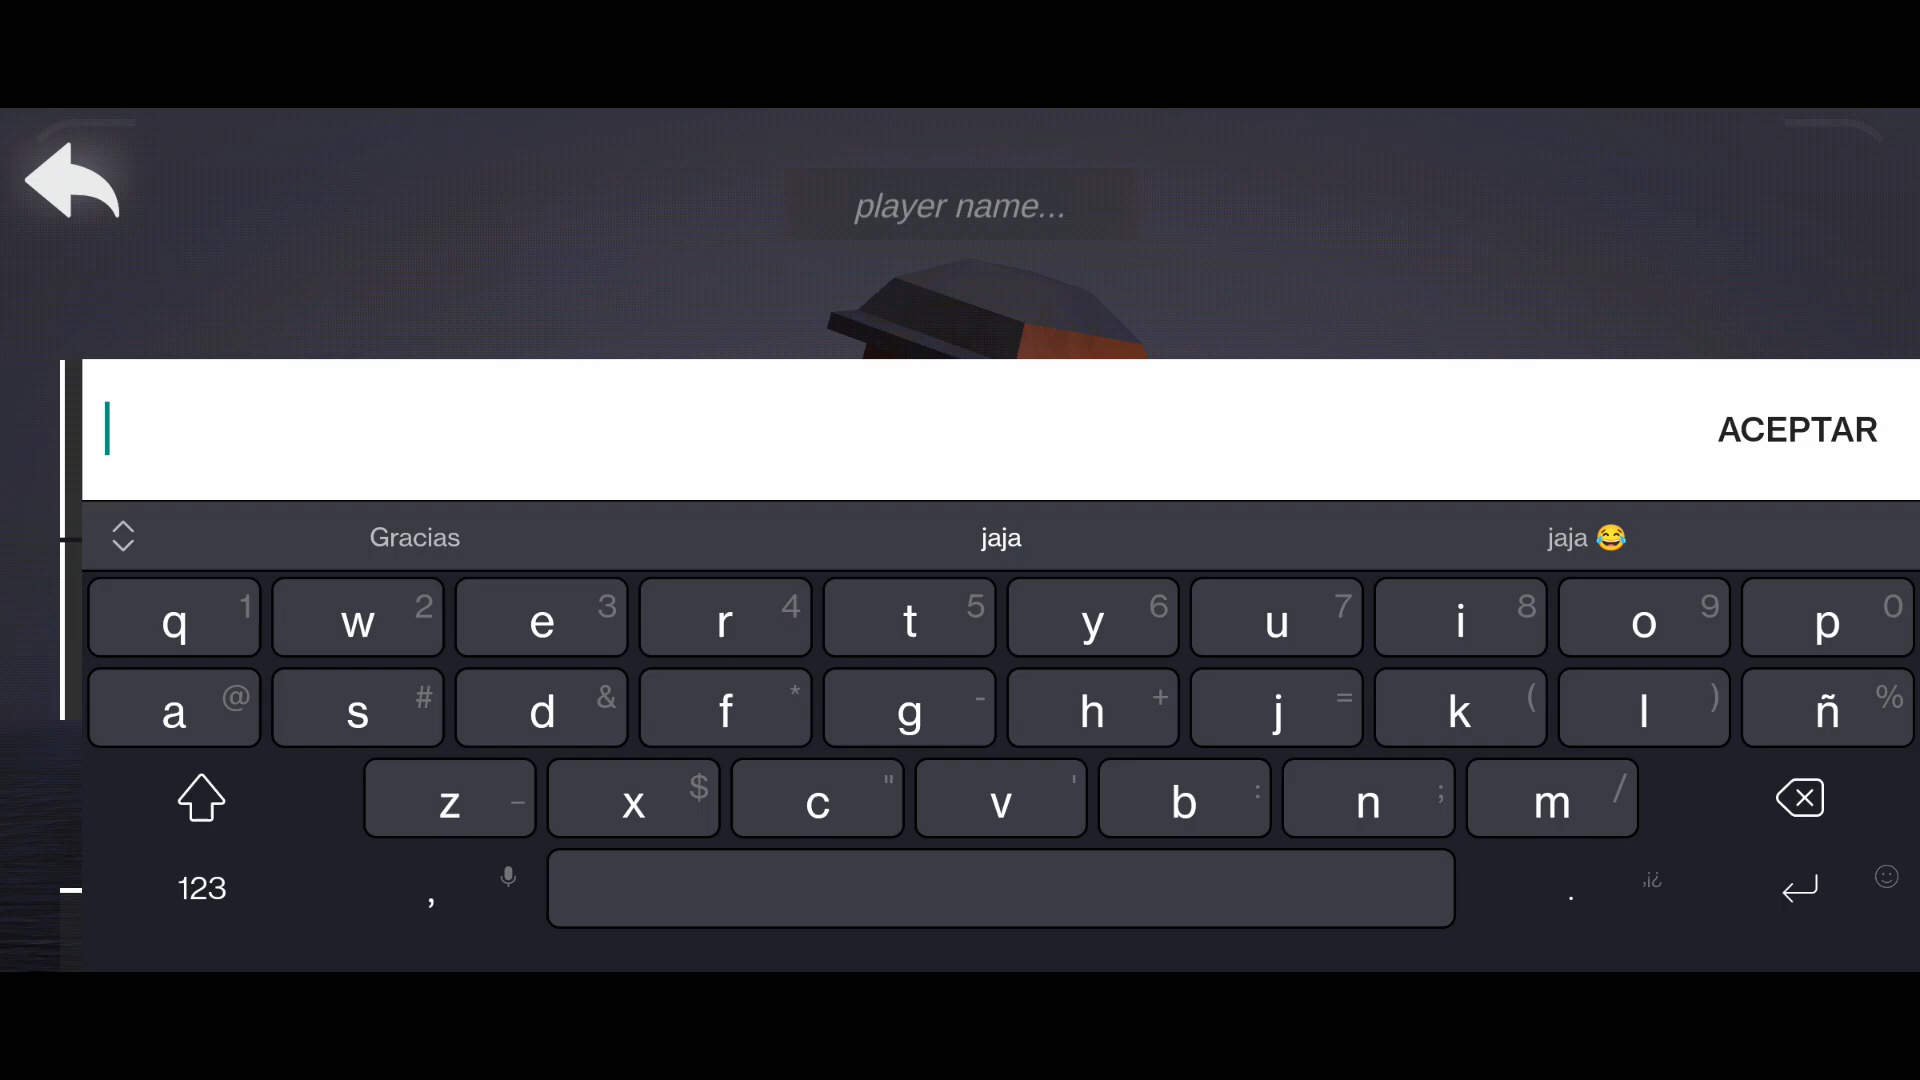 player name...
ACEPTAR
Gracias jaja jaja 😂
q 1 w 2 e 3 r 4 t 5 y 6 u 7 i 8 o 9 p 0
a @ s # d & f * g - h + j = k ( l ) ñ %
z _ x $ c " v ' b : n ; m /
123 , . ,¡¿